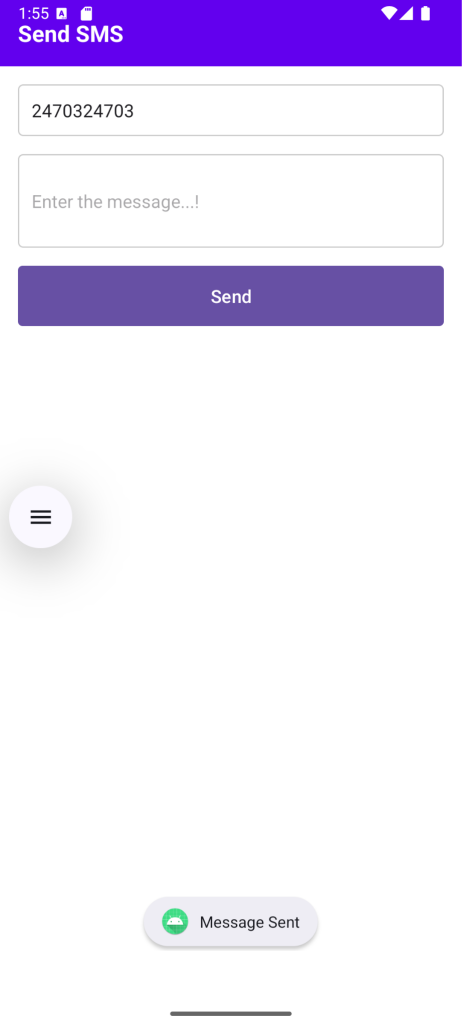 1:55
Send SMS
2470324703
Enter the message...!
Send
Message Sent